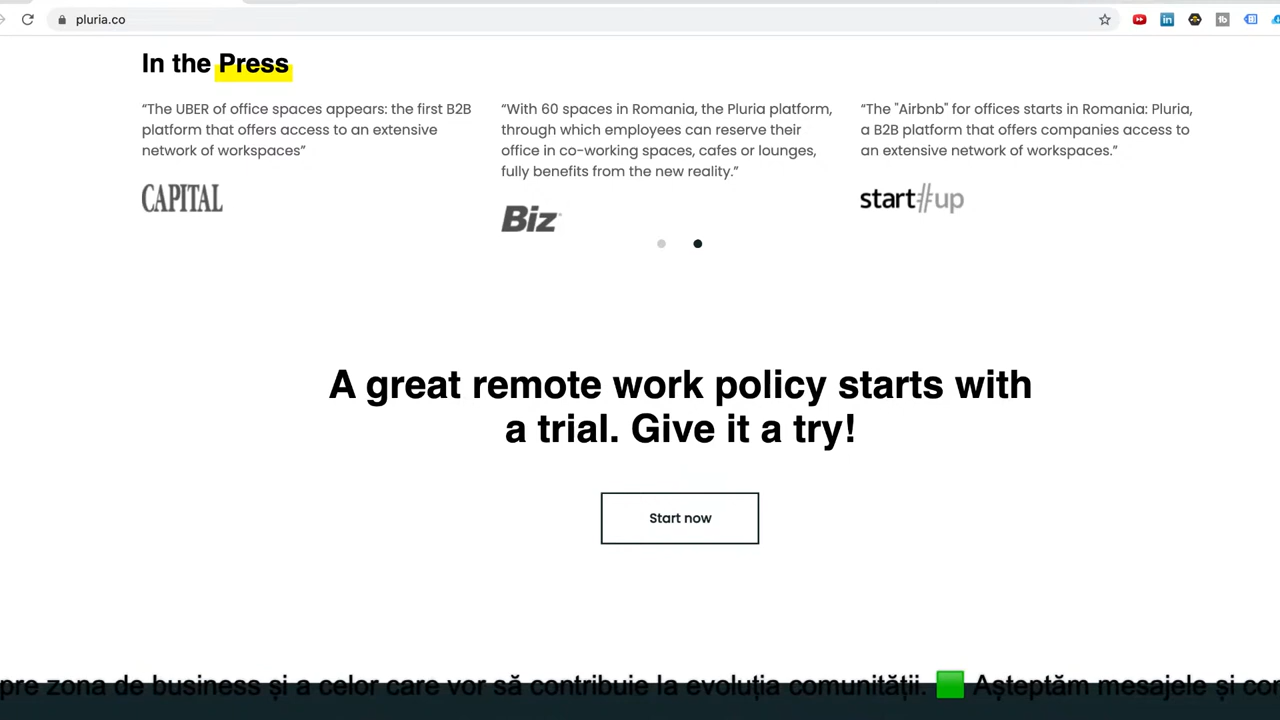 pluria.co
In the Press
“The UBER of office spaces appears: the first B2B
platform that offers access to an extensive
network of workspaces”
CAPITAL
“With 60 spaces in Romania, the Pluria platform,
through which employees can reserve their
office in co-working spaces, cafes or lounges,
fully benefits from the new reality.”
Biz
“The "Airbnb" for offices starts in Romania: Pluria,
a B2B platform that offers companies access to
an extensive network of workspaces.”
start#up
A great remote work policy starts with
a trial. Give it a try!
Start now
pre zona de business și a celor care vor să contribuie la evoluția comunității. Așteptăm mesajele și con